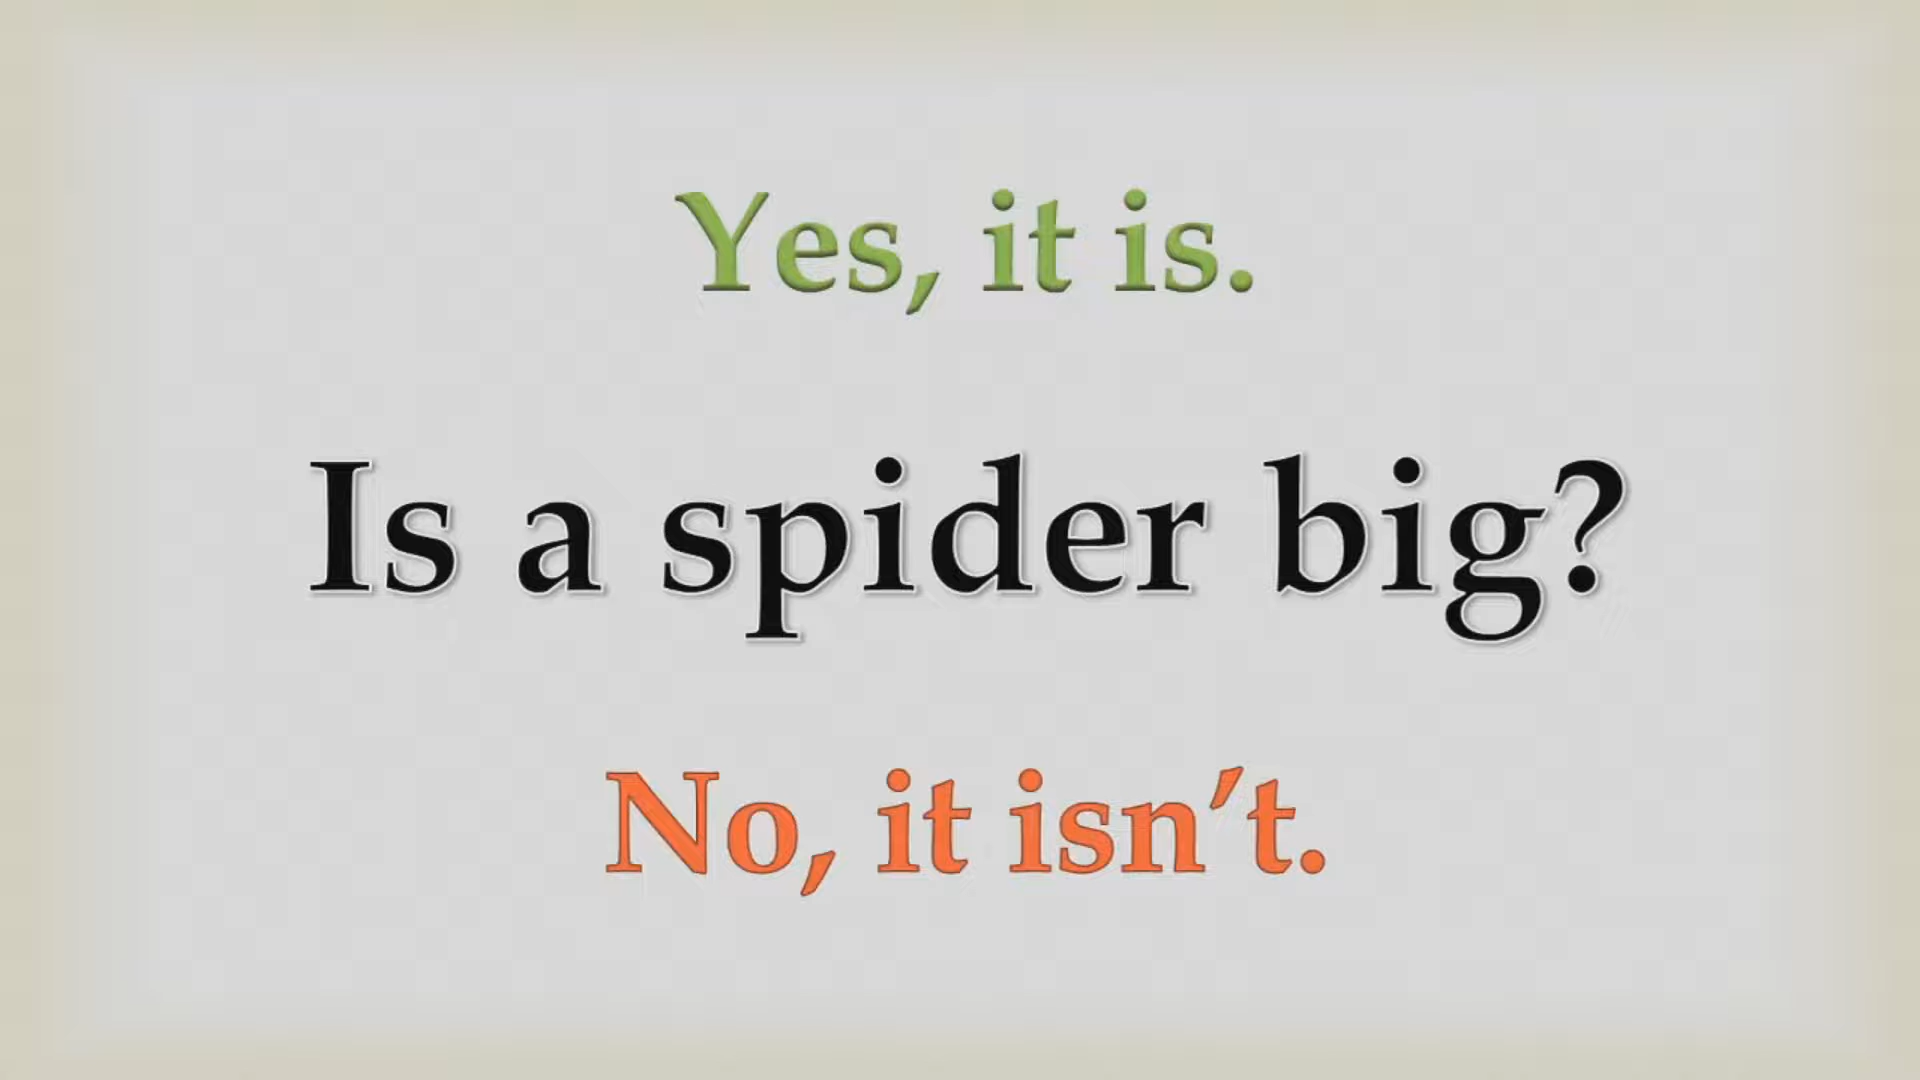 Yes, it is.
Is a spider big?
No, it isn’t.